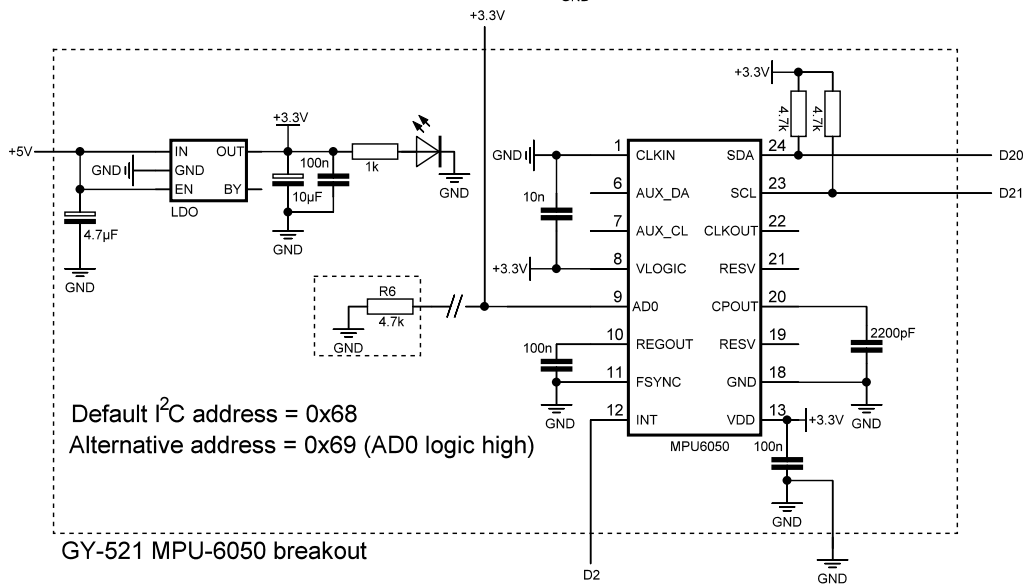 GND
+3.3V
+3.3V
4.7k
4.7k
+3.3V
+5V
IN
OUT
GND
GND
EN
BY
LDO
100n
10µF
1k
GND
4.7µF
GND
GND
GND
1
CLKIN
SDA
24
D20
10n
6
AUX_DA
SCL
23
D21
7
AUX_CL
CLKOUT
22
+3.3V
8
VLOGIC
RESV
21
R6
4.7k
GND
9
AD0
CPOUT
20
100n
10
REGOUT
RESV
19
2200pF
11
FSYNC
GND
18
GND
GND
12
INT
VDD
13
+3.3V
MPU6050
100n
GND
GND
D2
Default I2C address = 0x68
Alternative address = 0x69 (AD0 logic high)
GY-521 MPU-6050 breakout